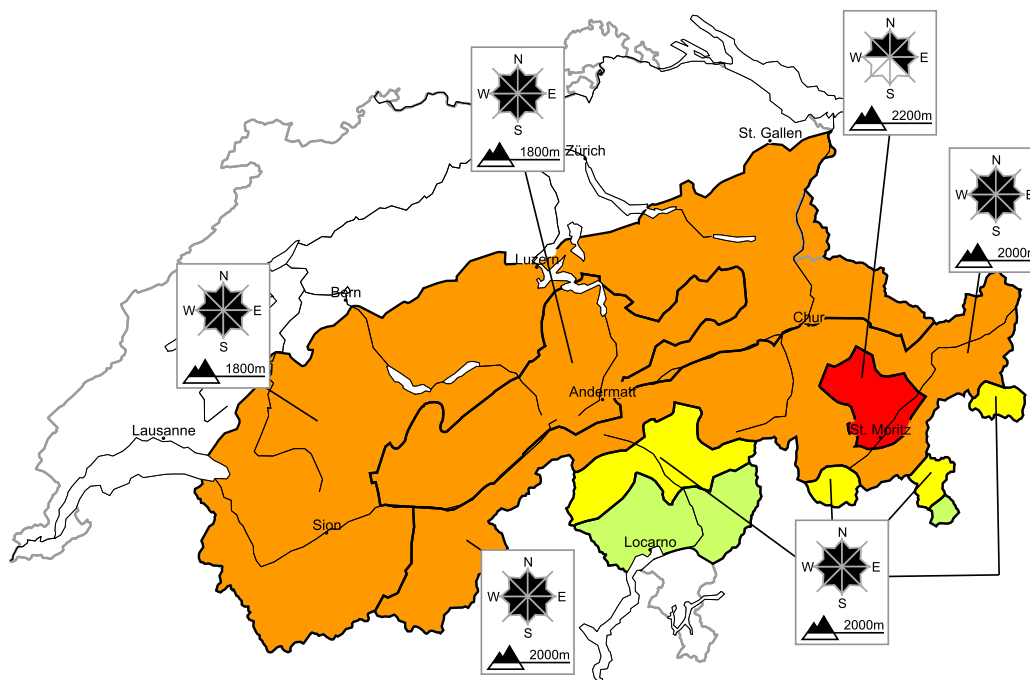 N
W E
S
2200m
N
W E
S
1800m
St. Gallen
Zürich
N
W E
S
2000m
Luzern
N
W E
S
1800m
Bern
Chur
Andermatt
Lausanne
St. Moritz
Sion
Locarno
N
W E
S
2000m
N
W E
S
2000m